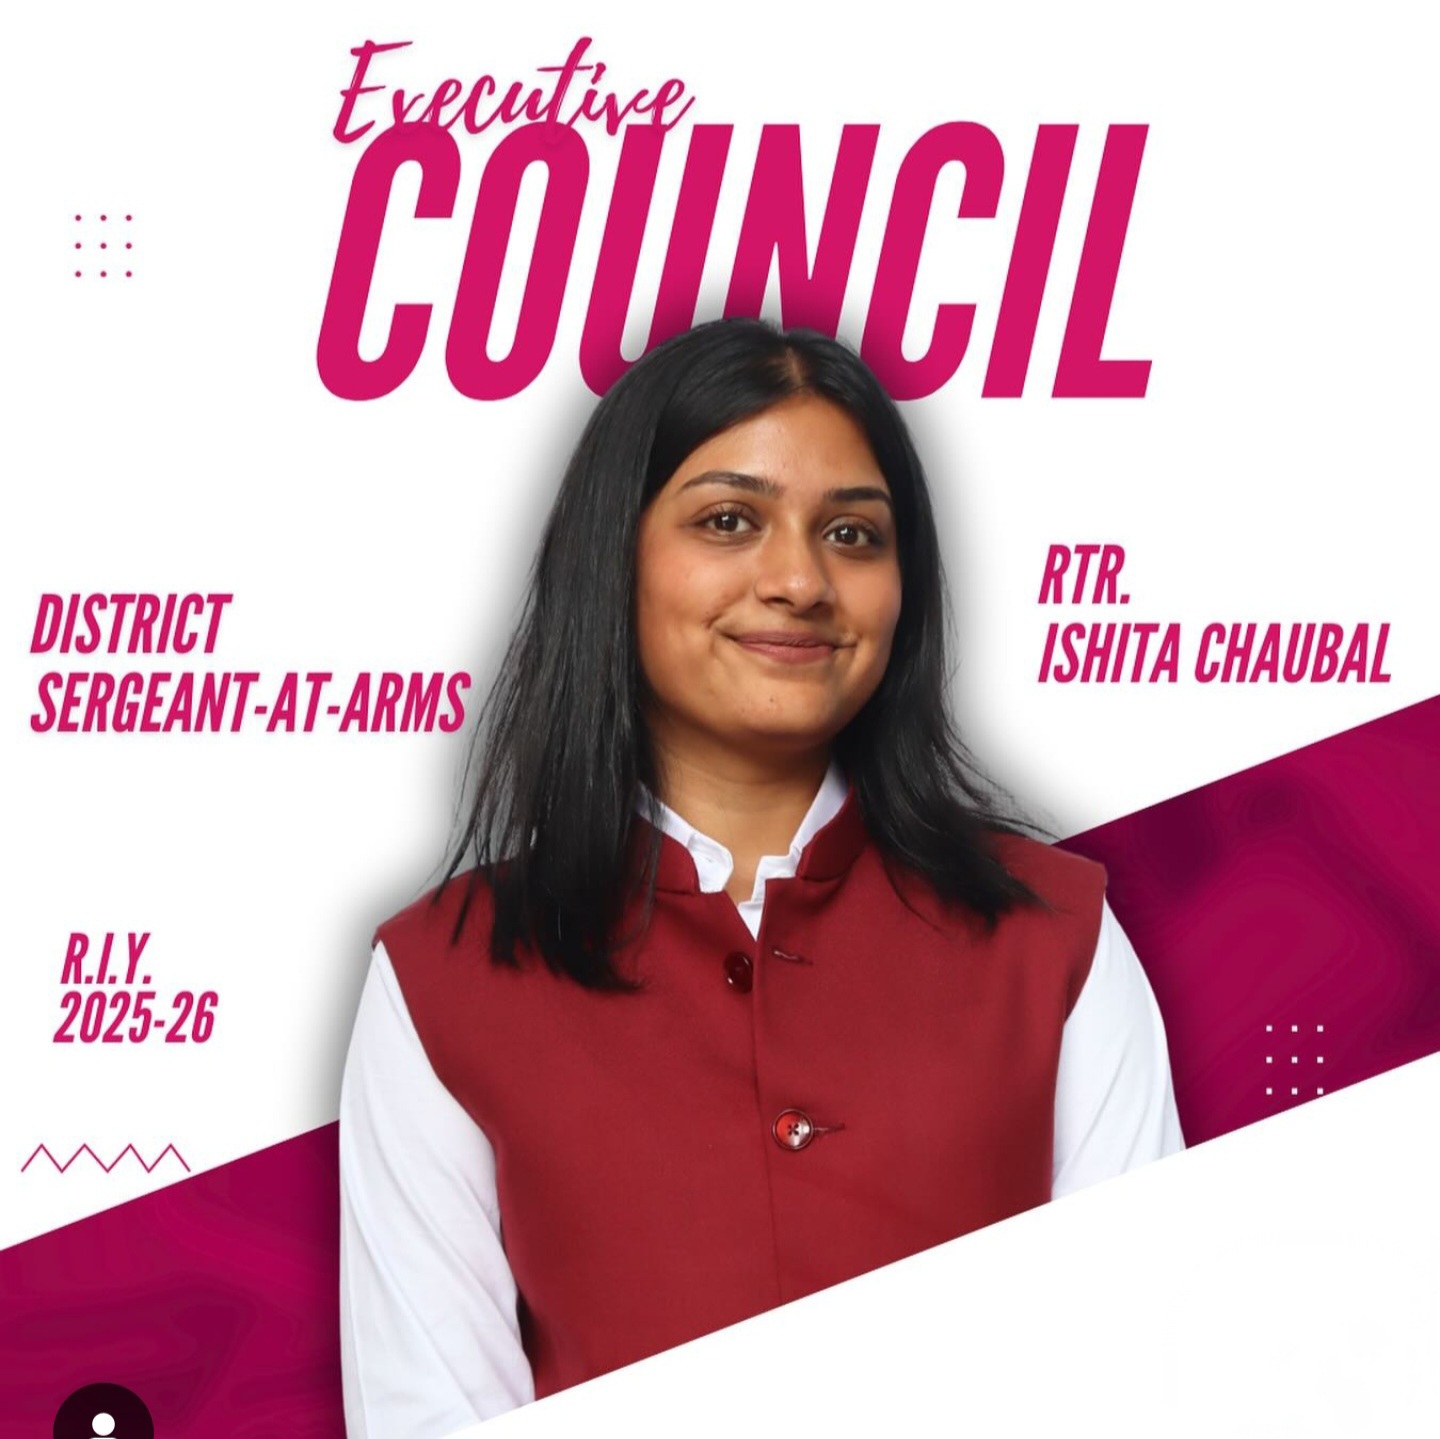 Executive
COUNCIL
RTR.
ISHITA CHAUBAL
DISTRICT
SERGEANT-AT-ARMS
R.I.Y.
2025-26